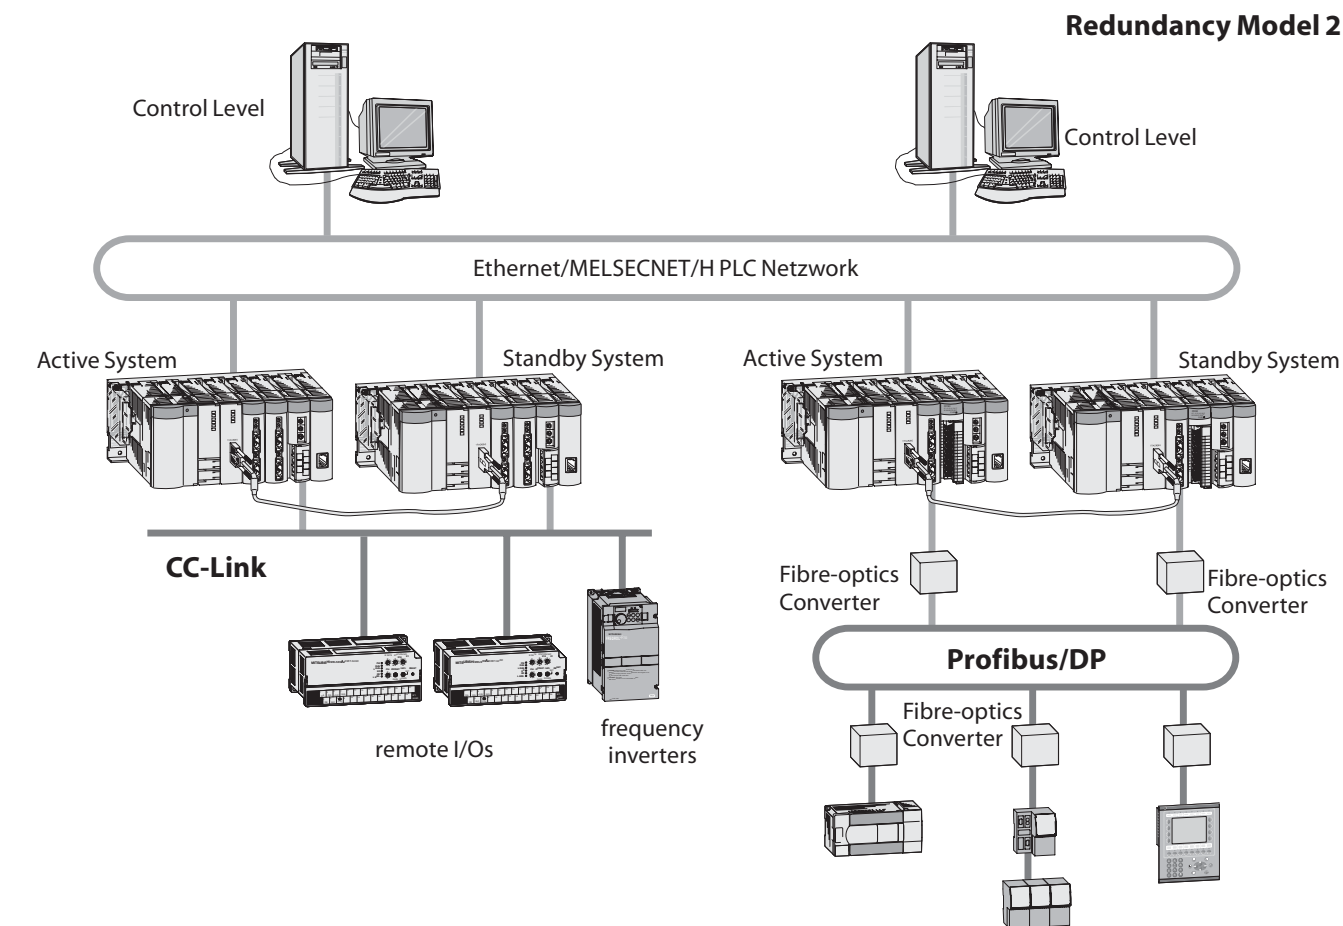 Redundancy Model 2
Control Level
Control Level
Ethernet/MELSECNET/H PLC Netzwork
Active System
Standby System
Active System
Standby System
CC-Link
Fibre-optics
Converter
Fibre-optics
Converter
Profibus/DP
Fibre-optics
Converter
remote I/Os
frequency
inverters